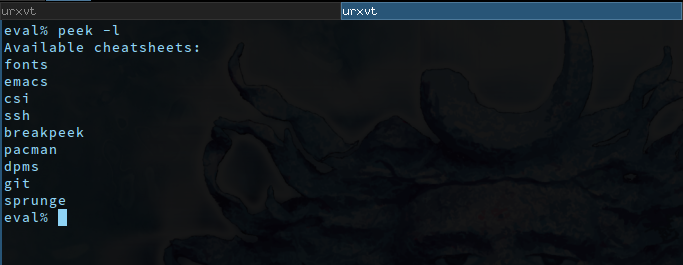 urxvt urxvt
eval% peek -l
Available cheatsheets:
fonts
emacs
csi
ssh
breakpeek
pacman
dpms
git
sprunge
eval%